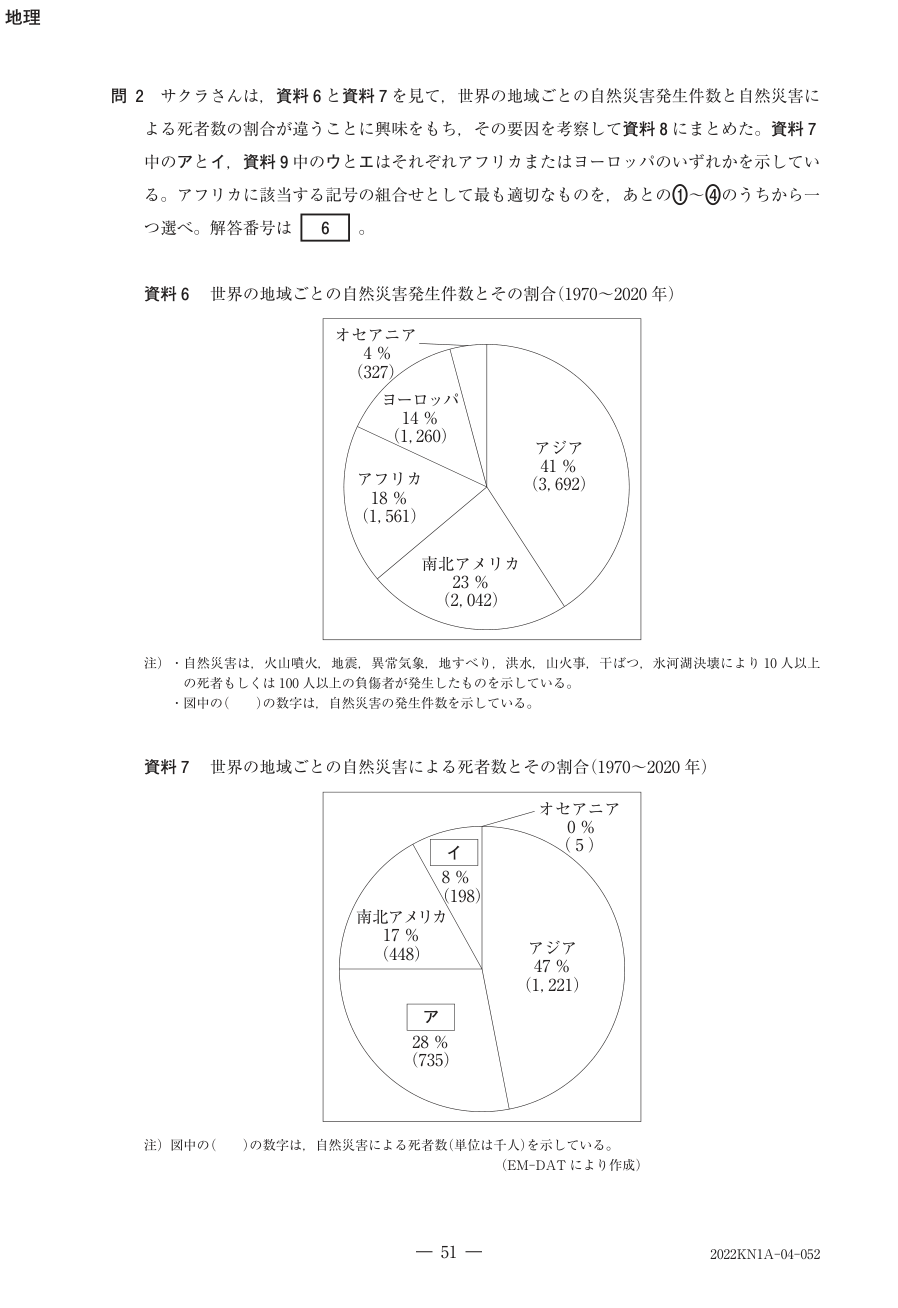 地理
問 2 サクラさんは，資料 6 と資料 7 を見て，世界の地域ごとの自然災害発生件数と自然災害に
よる死者数の割合が違うことに興味をもち，その要因を考察して資料 8 にまとめた。資料 7
中のアとイ，資料 9 中のウとエはそれぞれアフリカまたはヨーロッパのいずれかを示してい
る。アフリカに該当する記号の組合せとして最も適切なものを，あとの①～④のうちから一
つ選べ。解答番号は 6 。
資料 6 世界の地域ごとの自然災害発生件数とその割合(1970～2020 年)
オセアニア
4 %
(327)
ヨーロッパ
14 %
(1, 260)
アジア
41 %
(3, 692)
アフリカ
18 %
(1, 561)
南北アメリカ
23 %
(2, 042)
注）・自然災害は，火山噴火，地震，異常気象，地すべり，洪水，山火事，干ばつ，氷河湖決壊により 10 人以上
の死者もしくは 100 人以上の負傷者が発生したものを示している。
・図中の(　　)の数字は，自然災害の発生件数を示している。
資料 7 世界の地域ごとの自然災害による死者数とその割合(1970～2020 年)
オセアニア
0 %
( 5 )
イ
8 %
(198)
南北アメリカ
17 %
(448)
アジア
47 %
(1, 221)
ア
28 %
(735)
注）図中の(　　)の数字は，自然災害による死者数(単位は千人)を示している。
(EM-DAT により作成)
— 51 —
2022KN1A-04-052